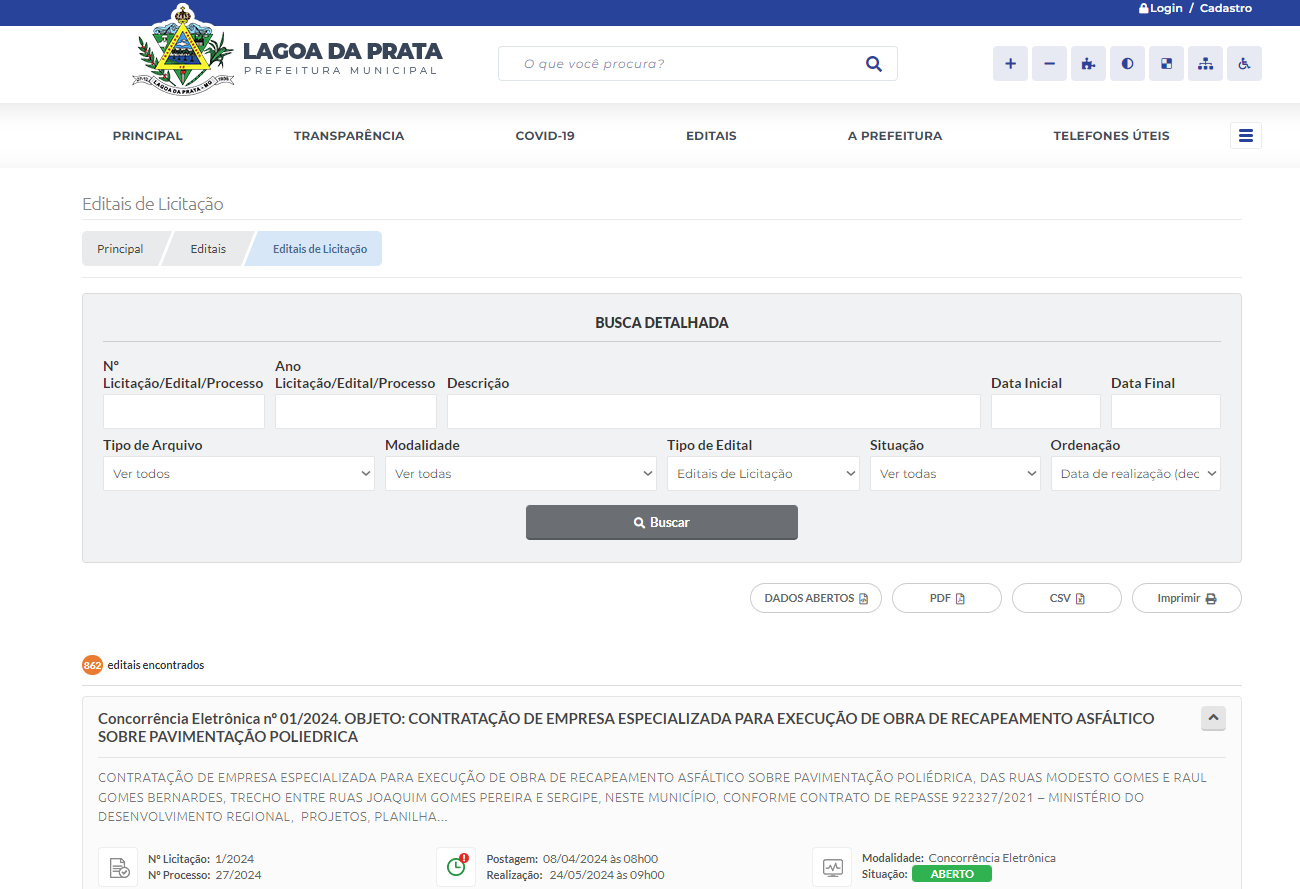 Login / Cadastro
LAGOA DA PRATA
PREFEITURA MUNICIPAL
LAGOA DA PRATA - MG
O que você procura?
PRINCIPAL TRANSPARÊNCIA COVID-19 EDITAIS A PREFEITURA TELEFONES ÚTEIS
Editais de Licitação
Principal Editais Editais de Licitação
BUSCA DETALHADA
Nº Licitação/Edital/Processo
Ano Licitação/Edital/Processo
Descrição
Data Inicial
Data Final
Tipo de Arquivo Modalidade Tipo de Edital Situação Ordenação
Ver todos Ver todas Editais de Licitação Ver todas Data de realização (dec
Buscar
DADOS ABERTOS PDF CSV Imprimir
862 editais encontrados
Concorrência Eletrônica nº 01/2024. OBJETO: CONTRATAÇÃO DE EMPRESA ESPECIALIZADA PARA EXECUÇÃO DE OBRA DE RECAPEAMENTO ASFÁLTICO
SOBRE PAVIMENTAÇÃO POLIEDRICA
CONTRATAÇÃO DE EMPRESA ESPECIALIZADA PARA EXECUÇÃO DE OBRA DE RECAPEAMENTO ASFÁLTICO SOBRE PAVIMENTAÇÃO POLIÉDRICA, DAS RUAS MODESTO GOMES E RAUL
GOMES BERNARDES, TRECHO ENTRE RUAS JOAQUIM GOMES PEREIRA E SERGIPE, NESTE MUNICÍPIO, CONFORME CONTRATO DE REPASSE 922327/2021 – MINISTÉRIO DO
DESENVOLVIMENTO REGIONAL, PROJETOS, PLANILHA...
Nº Licitação: 1/2024 Postagem: 08/04/2024 às 08h00 Modalidade: Concorrência Eletrônica
Nº Processo: 27/2024 Realização: 24/05/2024 às 09h00 Situação: ABERTO